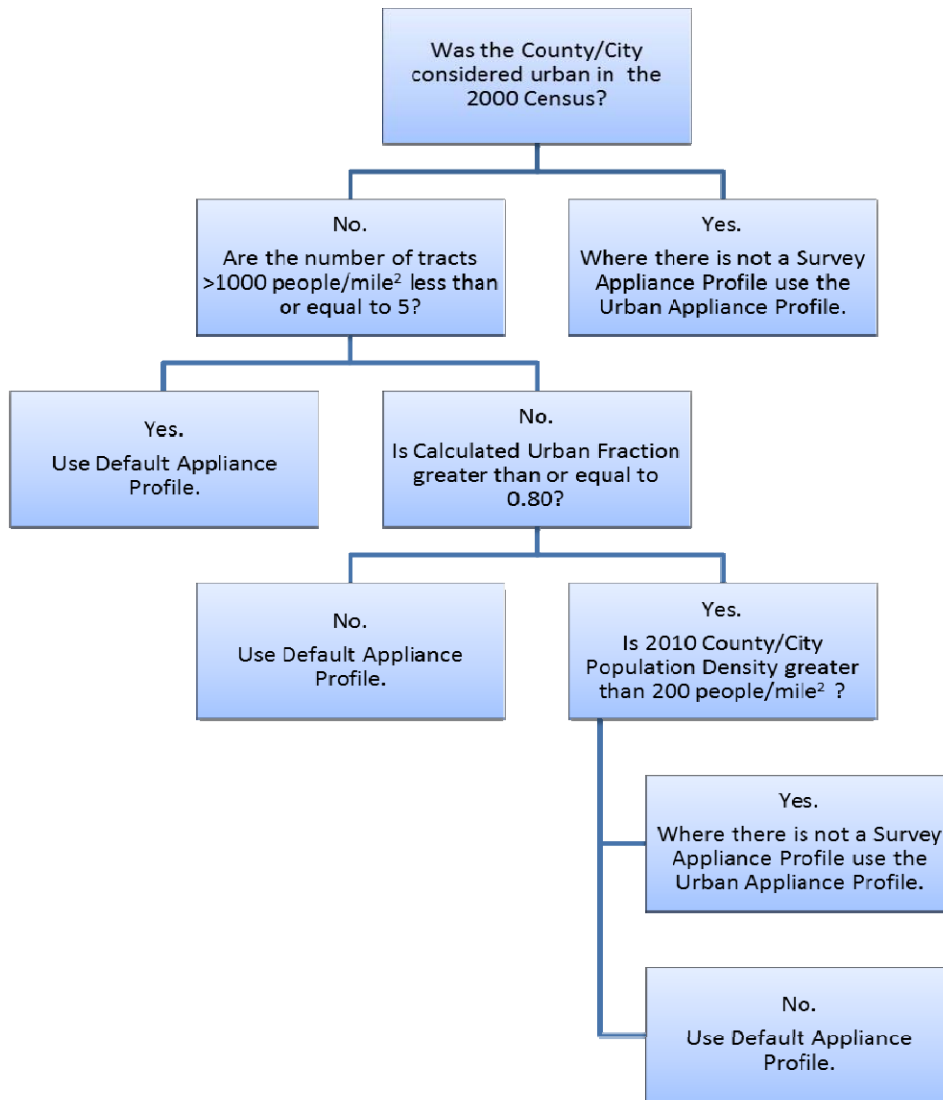 Was the County/City
considered urban in the
2000 Census?
No.
Are the number of tracts
>1000 people/mile² less than
or equal to 5?
Yes.
Where there is not a Survey
Appliance Profile use the
Urban Appliance Profile.
Yes.
Use Default Appliance
Profile.
No.
Is Calculated Urban Fraction
greater than or equal to
0.80?
No.
Use Default Appliance
Profile.
Yes.
Is 2010 County/City
Population Density greater
than 200 people/mile² ?
Yes.
Where there is not a Survey
Appliance Profile use the
Urban Appliance Profile.
No.
Use Default Appliance
Profile.